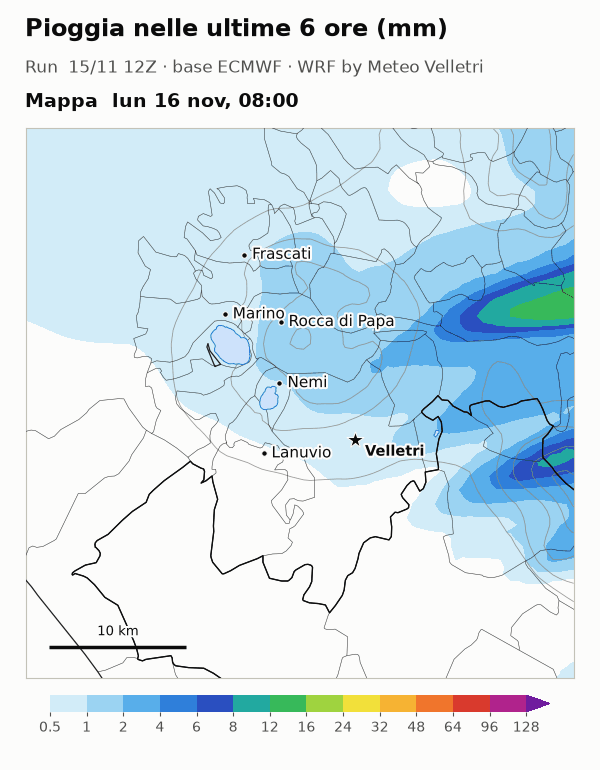 Pioggia nelle ultime 6 ore (mm)
Run 15/11 12Z · base ECMWF · WRF by Meteo Velletri
Mappa lun 16 nov, 08:00
Frascati
Marino
Rocca di Papa
Nemi
Velletri
Lanuvio
10 km
0.5 1 2 4 6 8 12 16 24 32 48 64 96 128